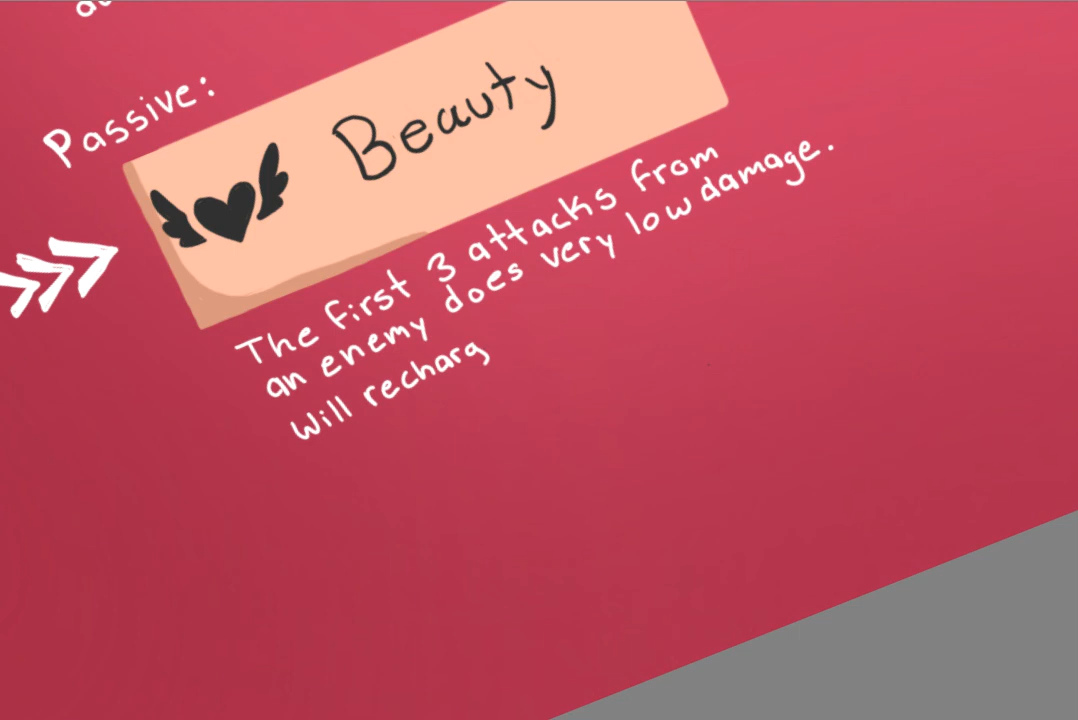 Passive:
Beauty
The first 3 attacks from
an enemy does very low damage.
Will recharg